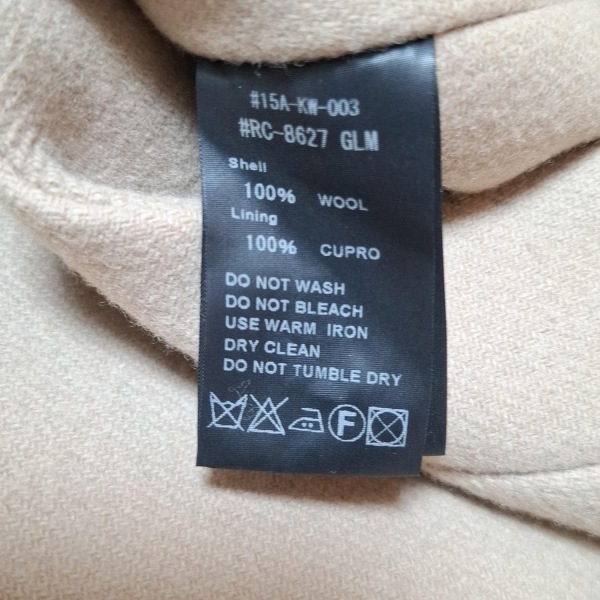 #15A-KW-003
#RC-8627 GLM
Shell
100% WOOL
Lining
100% CUPRO
DO NOT WASH
DO NOT BLEACH
USE WARM IRON
DRY CLEAN
DO NOT TUMBLE DRY
F